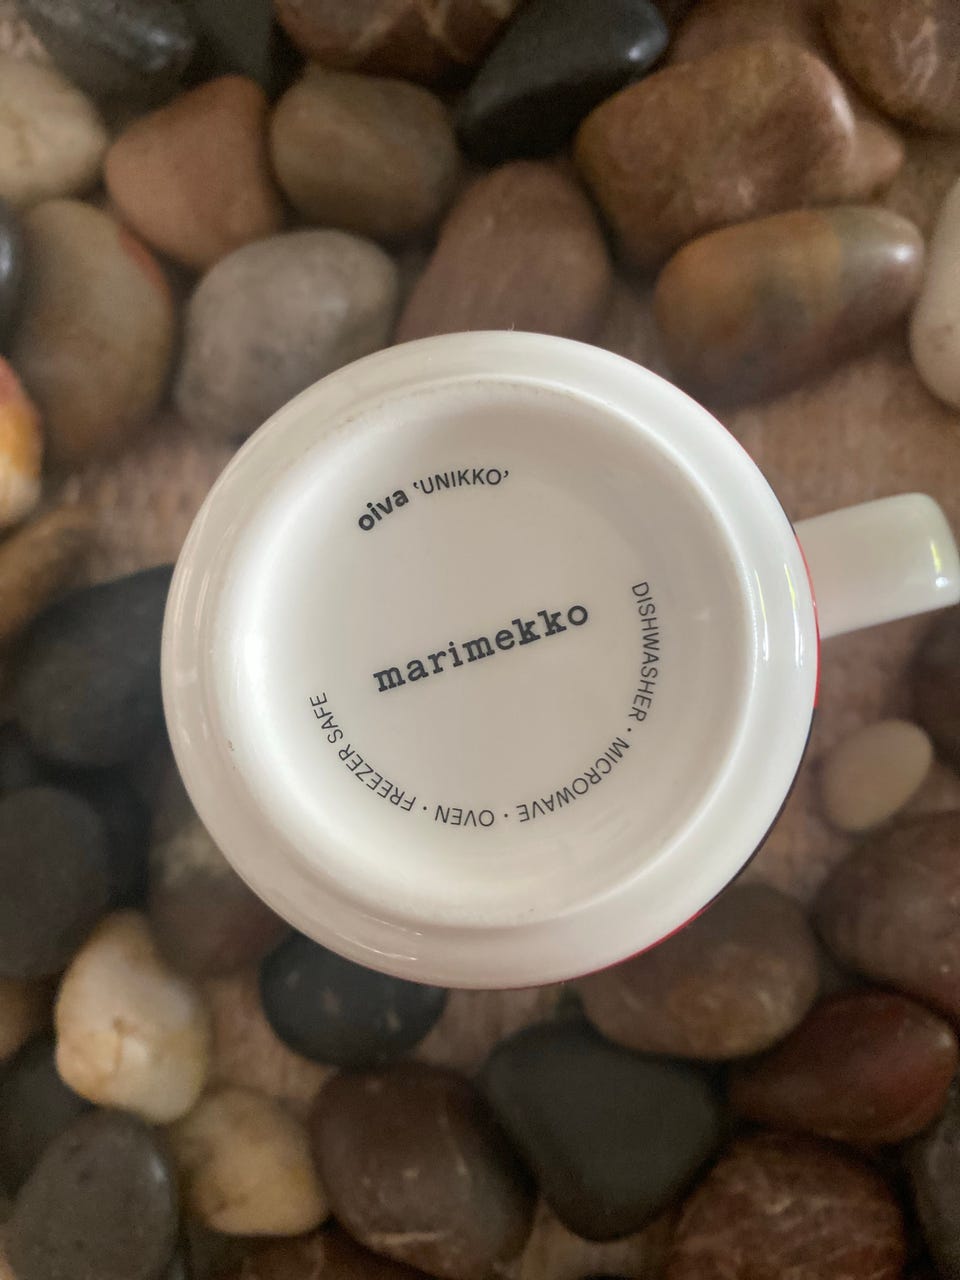 oiva ‘UNIKKO’
marimekko
DISHWASHER · MICROWAVE · OVEN · FREEZER SAFE